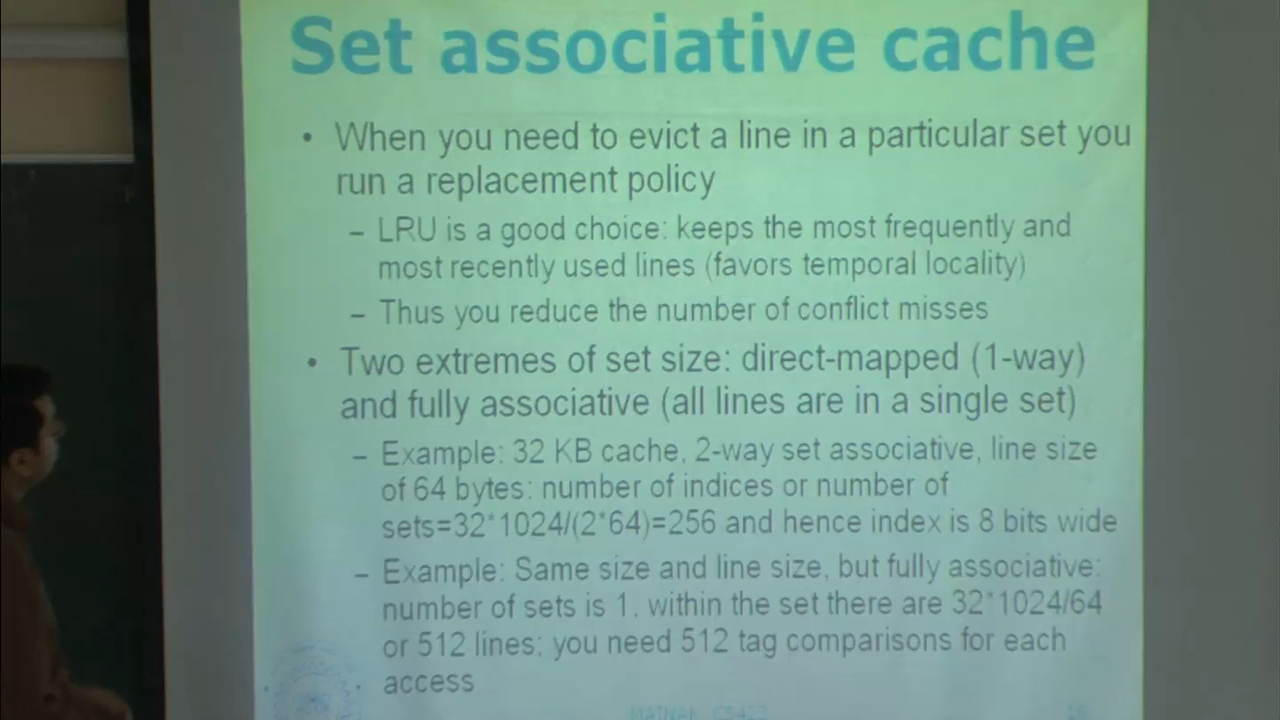 Set associative cache
• When you need to evict a line in a particular set you
run a replacement policy
– LRU is a good choice: keeps the most frequently and
most recently used lines (favors temporal locality)
– Thus you reduce the number of conflict misses
• Two extremes of set size: direct-mapped (1-way)
and fully associative (all lines are in a single set)
– Example: 32 KB cache, 2-way set associative, line size
of 64 bytes: number of indices or number of
sets=32*1024/(2*64)=256 and hence index is 8 bits wide
– Example: Same size and line size, but fully associative:
number of sets is 1, within the set there are 32*1024/64
or 512 lines; you need 512 tag comparisons for each
access